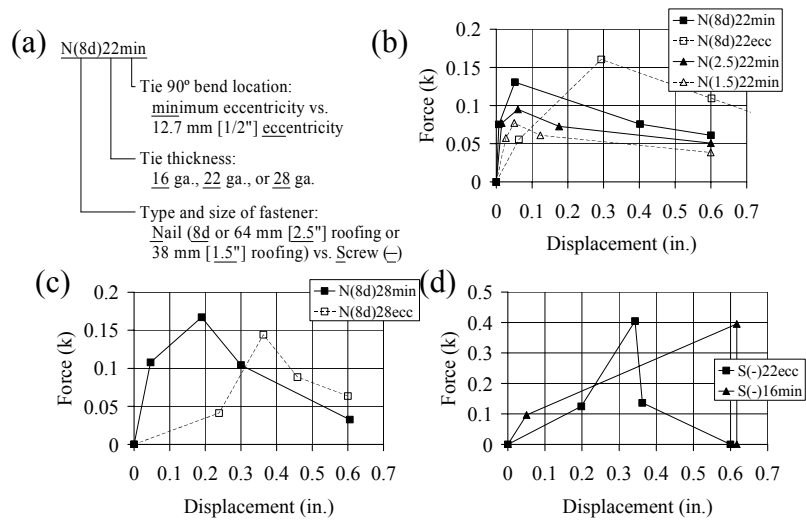 (a)
N(8d)22min
Tie 90º bend location:
minimum eccentricity vs.
12.7 mm [1/2"] eccentricity
Tie thickness:
16 ga., 22 ga., or 28 ga.
Type and size of fastener:
Nail (8d or 64 mm [2.5"] roofing or
38 mm [1.5"] roofing) vs. Screw (–)
(b)
N(8d)22min
N(8d)22ecc
N(2.5)22min
N(1.5)22min
Force (k)
0.2
0.15
0.1
0.05
0
0 0.1 0.2 0.3 0.4 0.5 0.6 0.7
Displacement (in.)
(c)
N(8d)28min
N(8d)28ecc
Force (k)
0.2
0.15
0.1
0.05
0
0 0.1 0.2 0.3 0.4 0.5 0.6 0.7
Displacement (in.)
(d)
S(-)22ecc
S(-)16min
Force (k)
0.5
0.4
0.3
0.2
0.1
0
0 0.1 0.2 0.3 0.4 0.5 0.6 0.7
Displacement (in.)